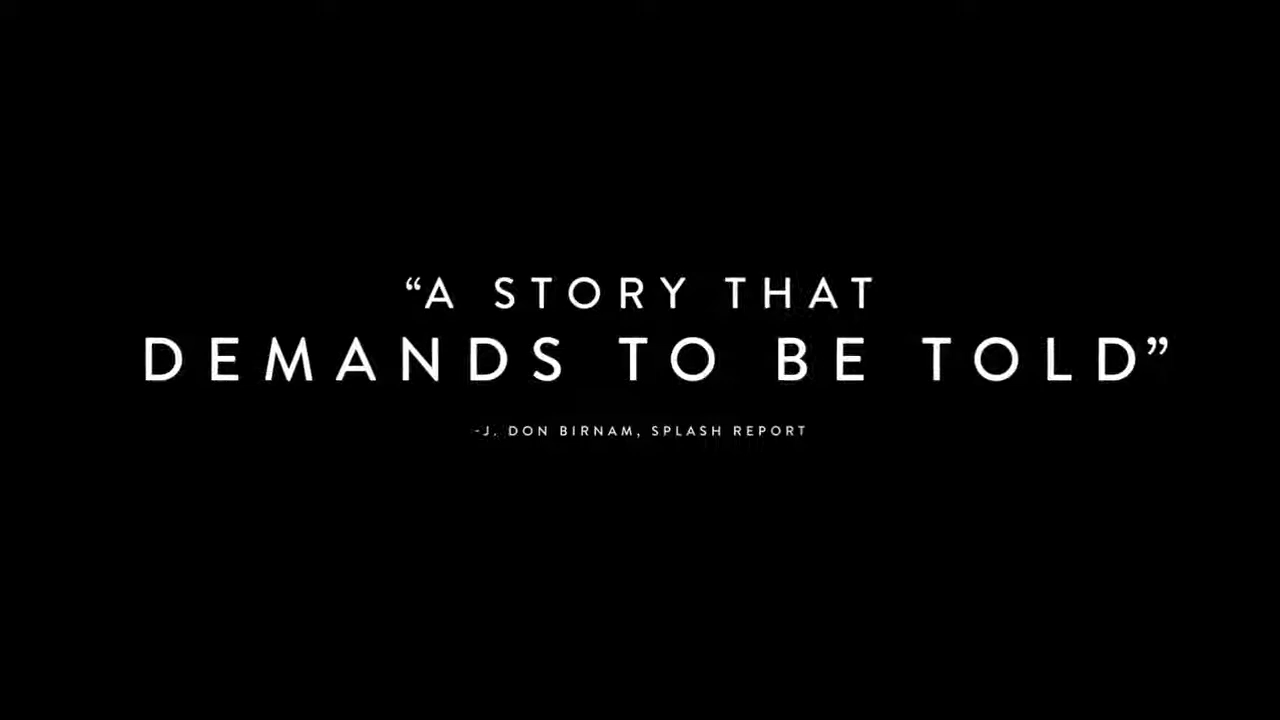 “A STORY THAT
DEMANDS TO BE TOLD”
-J. DON BIRNAM, SPLASH REPORT